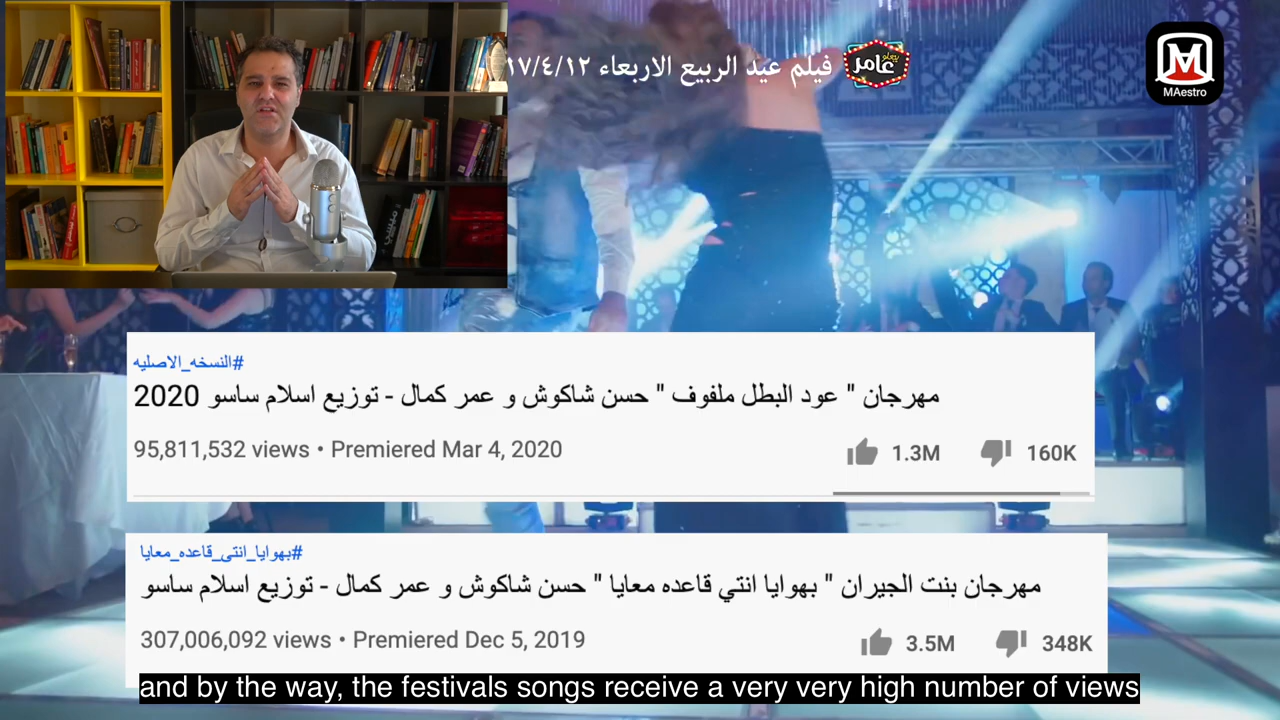 فيلم عيد الربيع الاربعاء ١٧/٤/١٢
عامر
MAestro
#النسخه_الاصليه
مهرجان " عود البطل ملفوف " حسن شاكوش و عمر كمال - توزيع اسلام ساسو 2020
95,811,532 views • Premiered Mar 4, 2020
1.3M 160K
#بهوايا_انتى_قاعده_معايا
مهرجان بنت الجيران " بهوايا انتي قاعده معايا " حسن شاكوش و عمر كمال - توزيع اسلام ساسو
307,006,092 views • Premiered Dec 5, 2019
3.5M 348K
and by the way, the festivals songs receive a very very high number of views